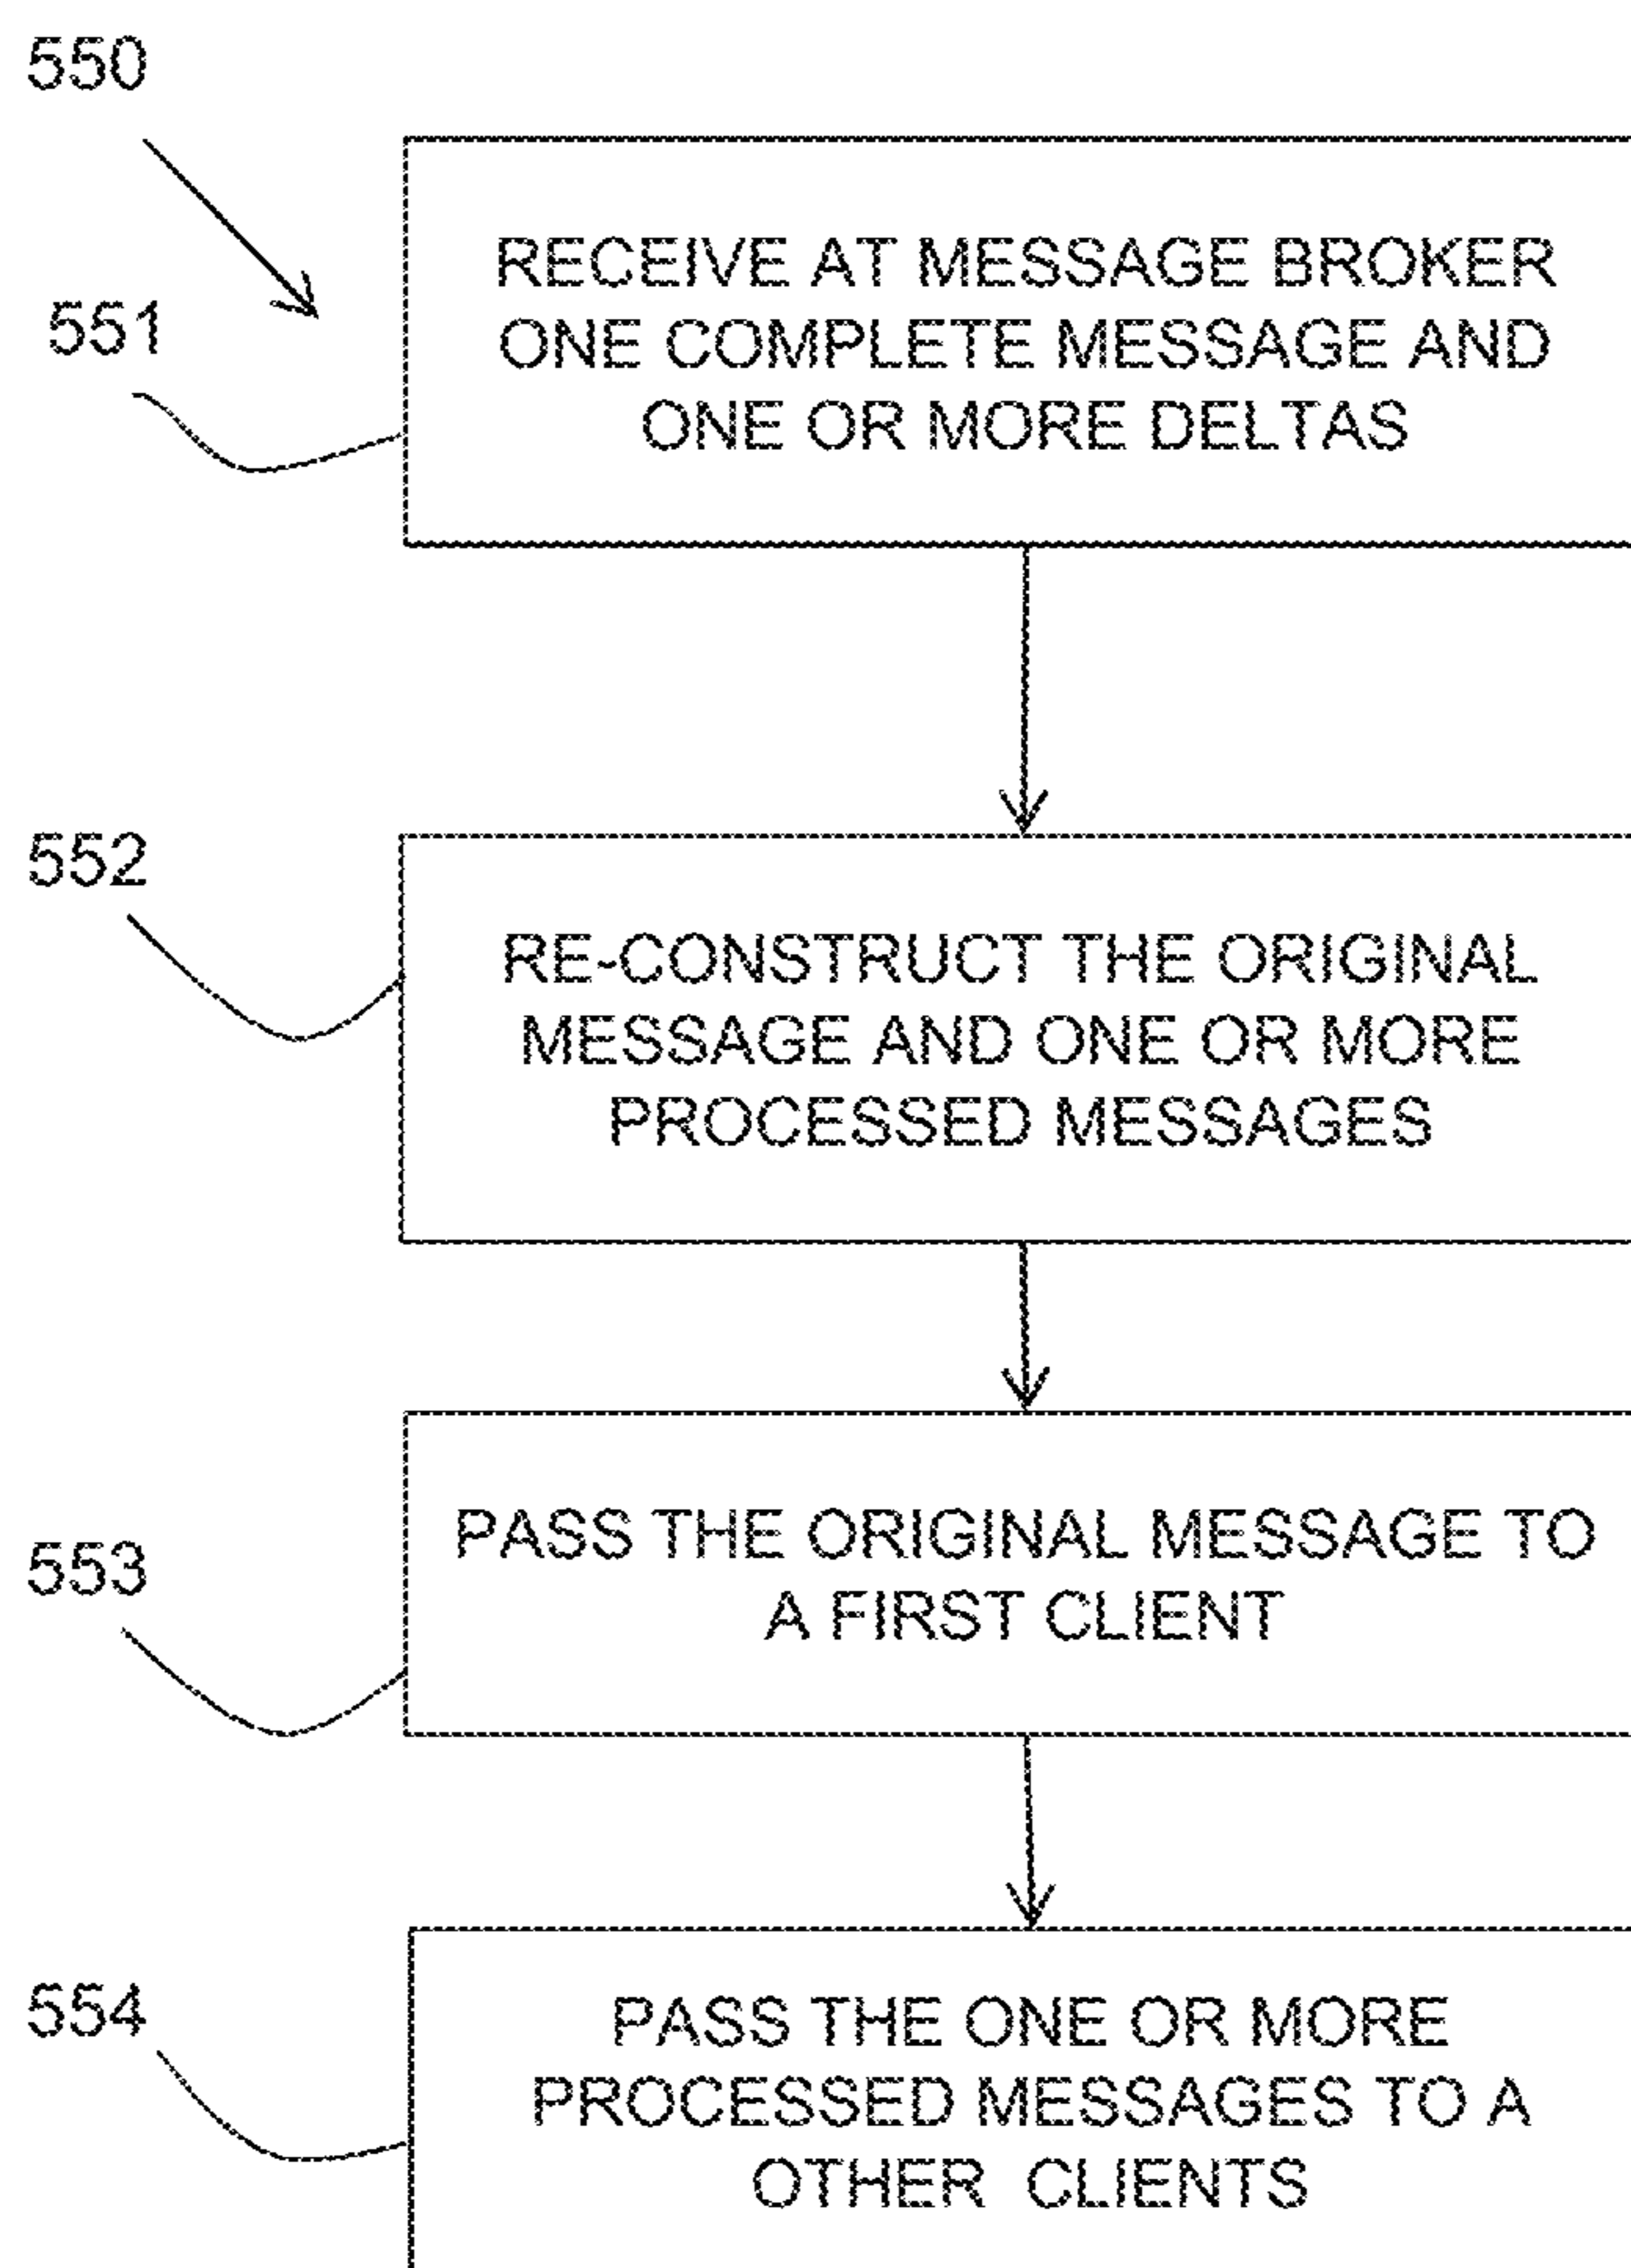 550
551
RECEIVE AT MESSAGE BROKER
ONE COMPLETE MESSAGE AND
ONE OR MORE DELTAS
552
RE-CONSTRUCT THE ORIGINAL
MESSAGE AND ONE OR MORE
PROCESSED MESSAGES
553
PASS THE ORIGINAL MESSAGE TO
A FIRST CLIENT
554
PASS THE ONE OR MORE
PROCESSED MESSAGES TO A
OTHER CLIENTS